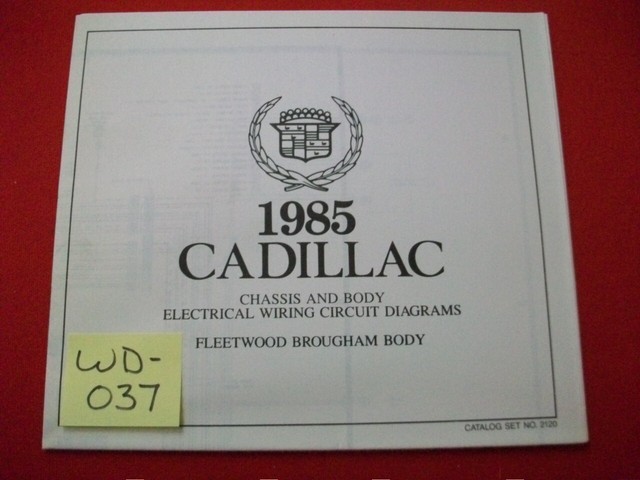 1985
CADILLAC
CHASSIS AND BODY
ELECTRICAL WIRING CIRCUIT DIAGRAMS
FLEETWOOD BROUGHAM BODY
WD-
037
CATALOG SET NO. 2120